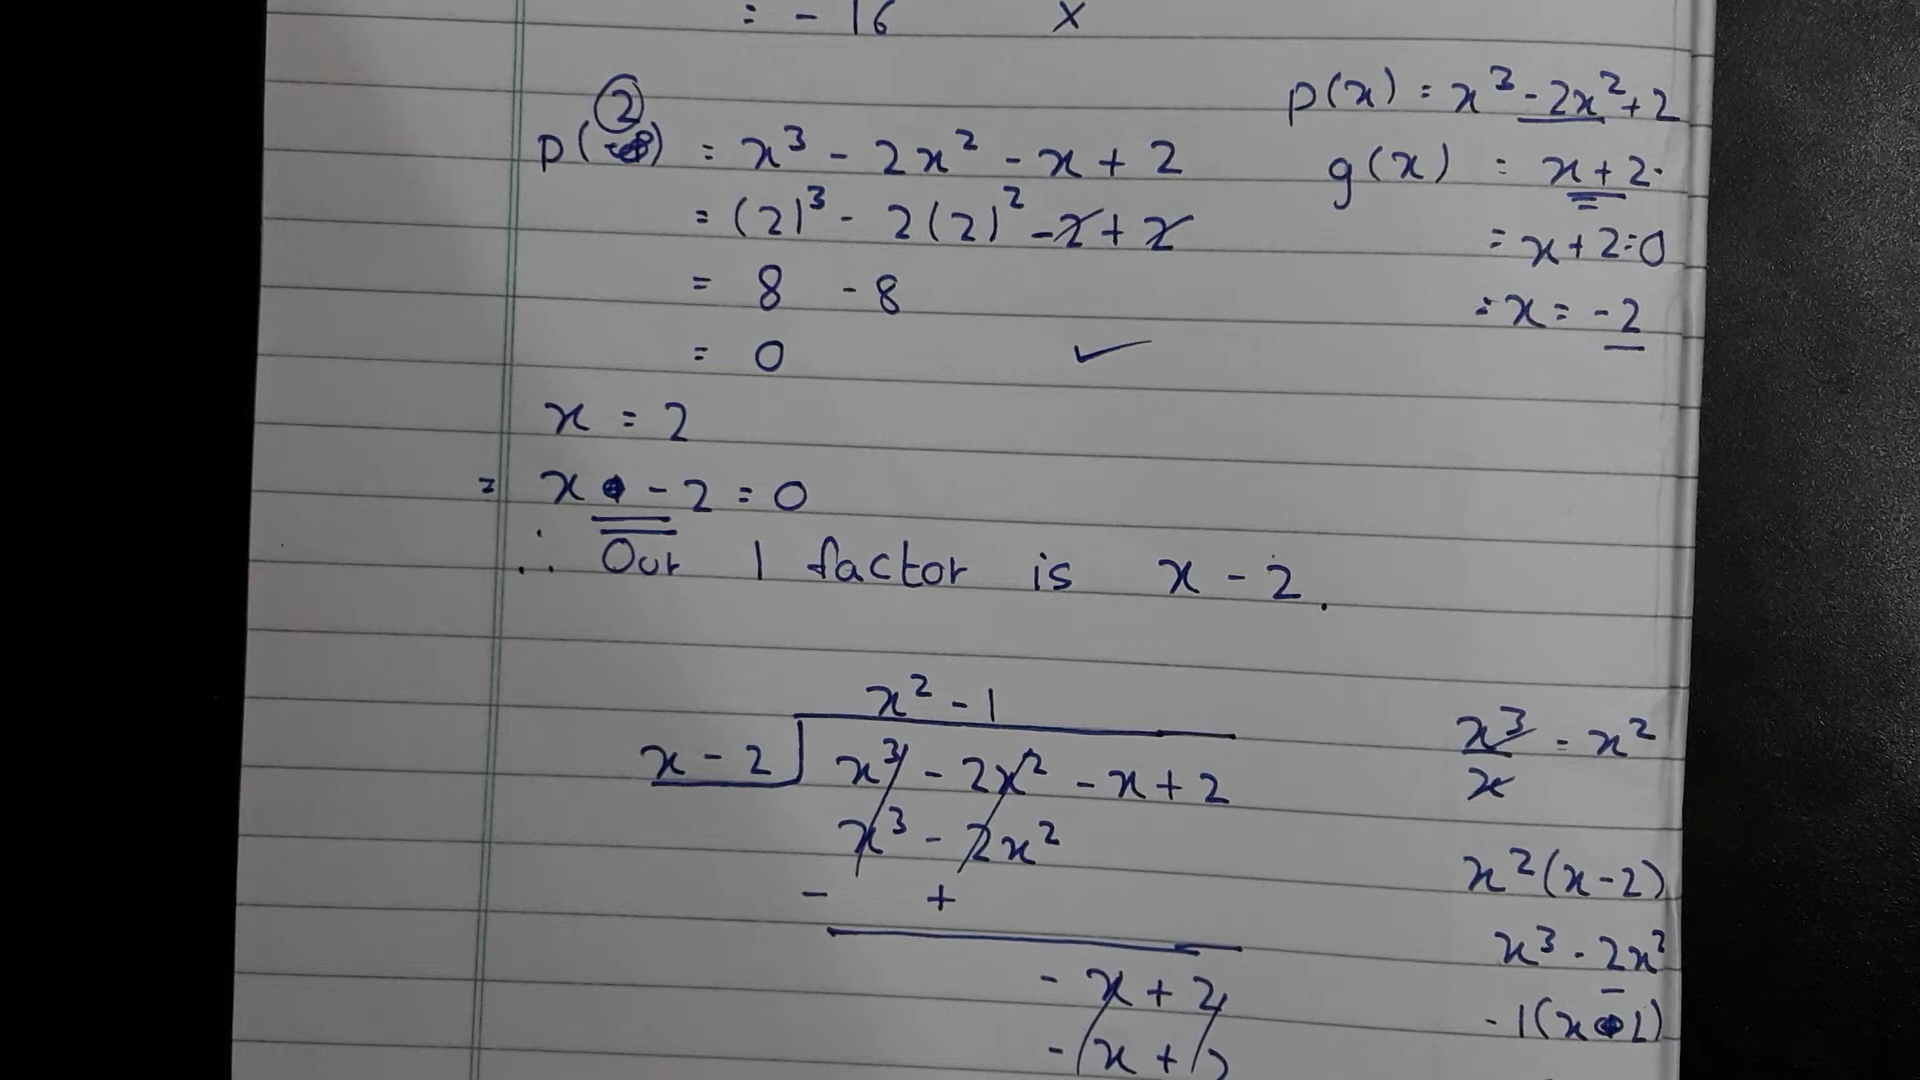 = - 16 x
p(2) = x³ - 2x² - x + 2
= (2)³ - 2(2)² - 2 + 2
= 8 - 8
= 0 ✓
x = 2
= x - 2 = 0
∴ Our 1 factor is x - 2.
x² - 1
x - 2 x³ - 2x² - x + 2
x³ - 2x²
- +
- x + 2
- x + 2
p(x) = x³ - 2x² + 2
g(x) = x + 2.
= x + 2 = 0
= x = - 2
x³/x = x²
x²(x - 2)
x³ - 2x²